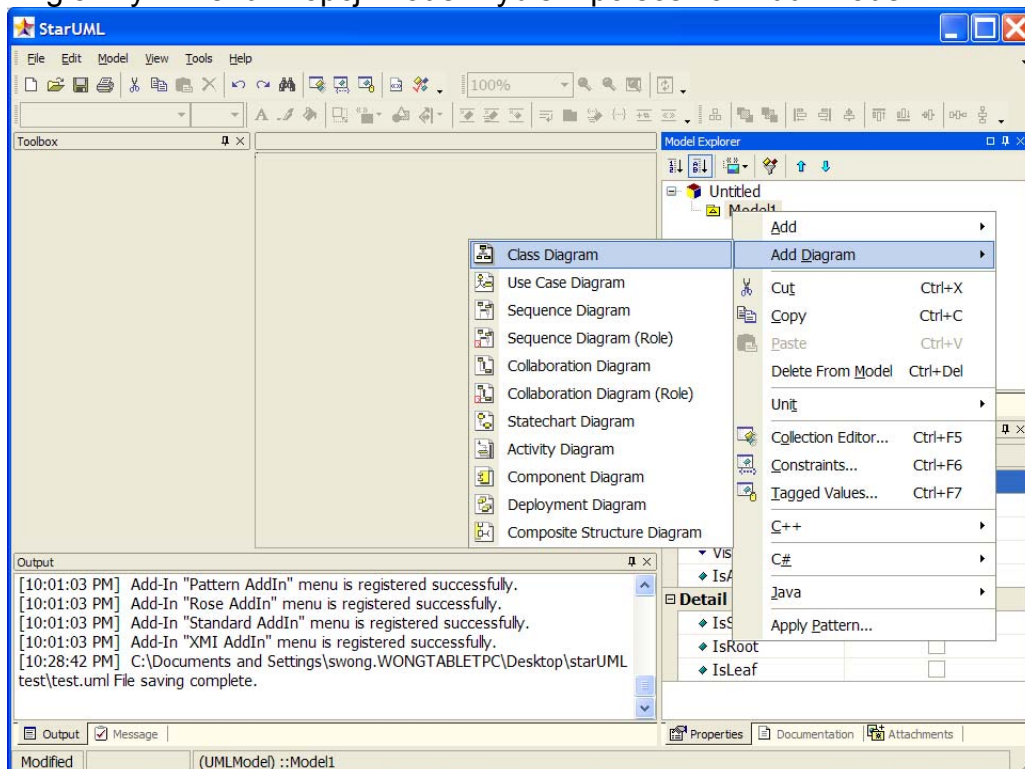 StarUML
File Edit Model View Tools Help
100%
Toolbox
Model Explorer
Untitled
Model1
Add
Add Diagram
Cut Ctrl+X
Copy Ctrl+C
Paste Ctrl+V
Delete From Model Ctrl+Del
Unit
Collection Editor... Ctrl+F5
Constraints... Ctrl+F6
Tagged Values... Ctrl+F7
C++
C#
Java
Apply Pattern...
Class Diagram
Use Case Diagram
Sequence Diagram
Sequence Diagram (Role)
Collaboration Diagram
Collaboration Diagram (Role)
Statechart Diagram
Activity Diagram
Component Diagram
Deployment Diagram
Composite Structure Diagram
Detail
IsRoot
IsLeaf
Output
[10:01:03 PM] Add-In "Pattern AddIn" menu is registered successfully.
[10:01:03 PM] Add-In "Rose AddIn" menu is registered successfully.
[10:01:03 PM] Add-In "Standard AddIn" menu is registered successfully.
[10:01:03 PM] Add-In "XMI AddIn" menu is registered successfully.
[10:28:42 PM] C:\Documents and Settings\swong.WONGTABLETPC\Desktop\starUML
test\test.uml File saving complete.
Output Message
Properties Documentation Attachments
Modified (UMLModel) ::Model1